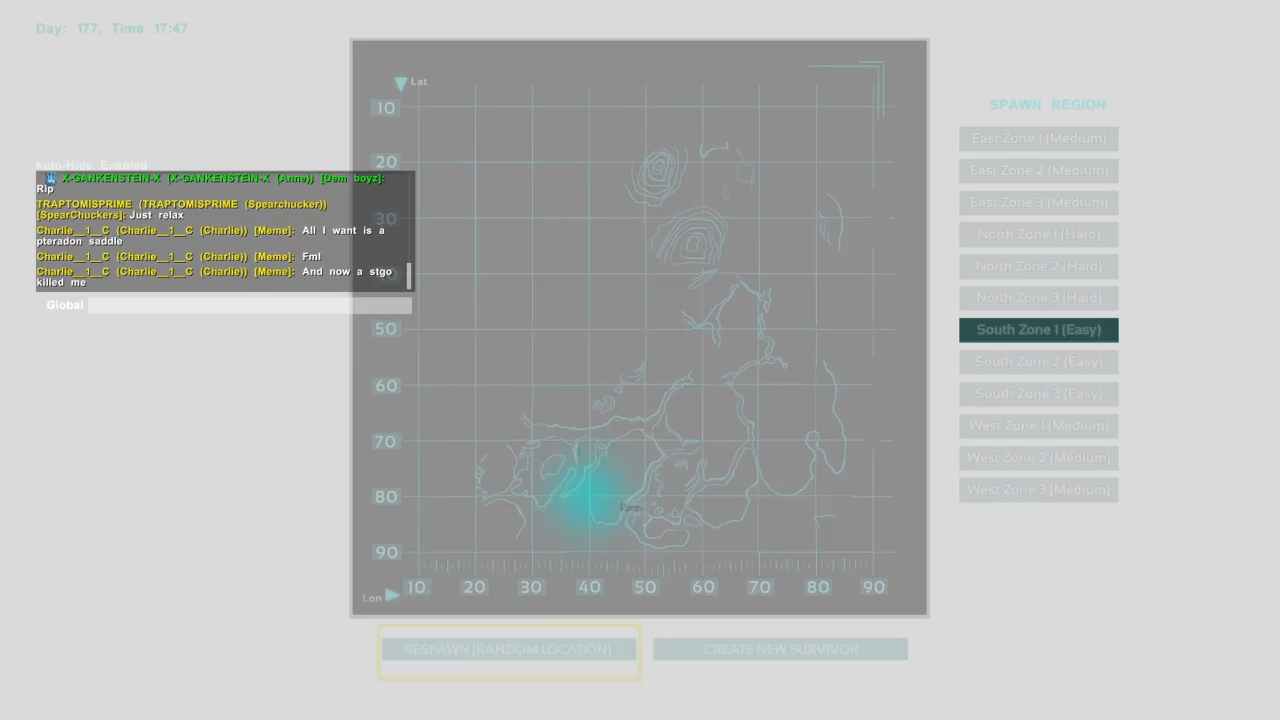 Day: 177, Time 17:47
Auto-Hide Enabled
X-GANKENSTEIN-X (X-GANKENSTEIN-X (Anne)) [Dem boyz]:
Rip
TRAPTOMISPRIME (TRAPTOMISPRIME (Spearchucker))
[SpearChuckers]: Just relax
Charlie__1__C (Charlie__1__C (Charlie)) [Meme]: All I want is a
pteradon saddle
Charlie__1__C (Charlie__1__C (Charlie)) [Meme]: Fml
Charlie__1__C (Charlie__1__C (Charlie)) [Meme]: And now a stgo
killed me
Global
Lat
10
20
30
50
60
70
80
90
Lon
10 20 30 40 50 60 70 80 90
RESPAWN (RANDOM LOCATION)
CREATE NEW SURVIVOR
SPAWN REGION
East Zone 1 (Medium)
East Zone 2 (Medium)
East Zone 3 (Medium)
North Zone 1 (Hard)
North Zone 2 (Hard)
North Zone 3 (Hard)
South Zone 1 (Easy)
South Zone 2 (Easy)
South Zone 3 (Easy)
West Zone 1 (Medium)
West Zone 2 (Medium)
West Zone 3 (Medium)